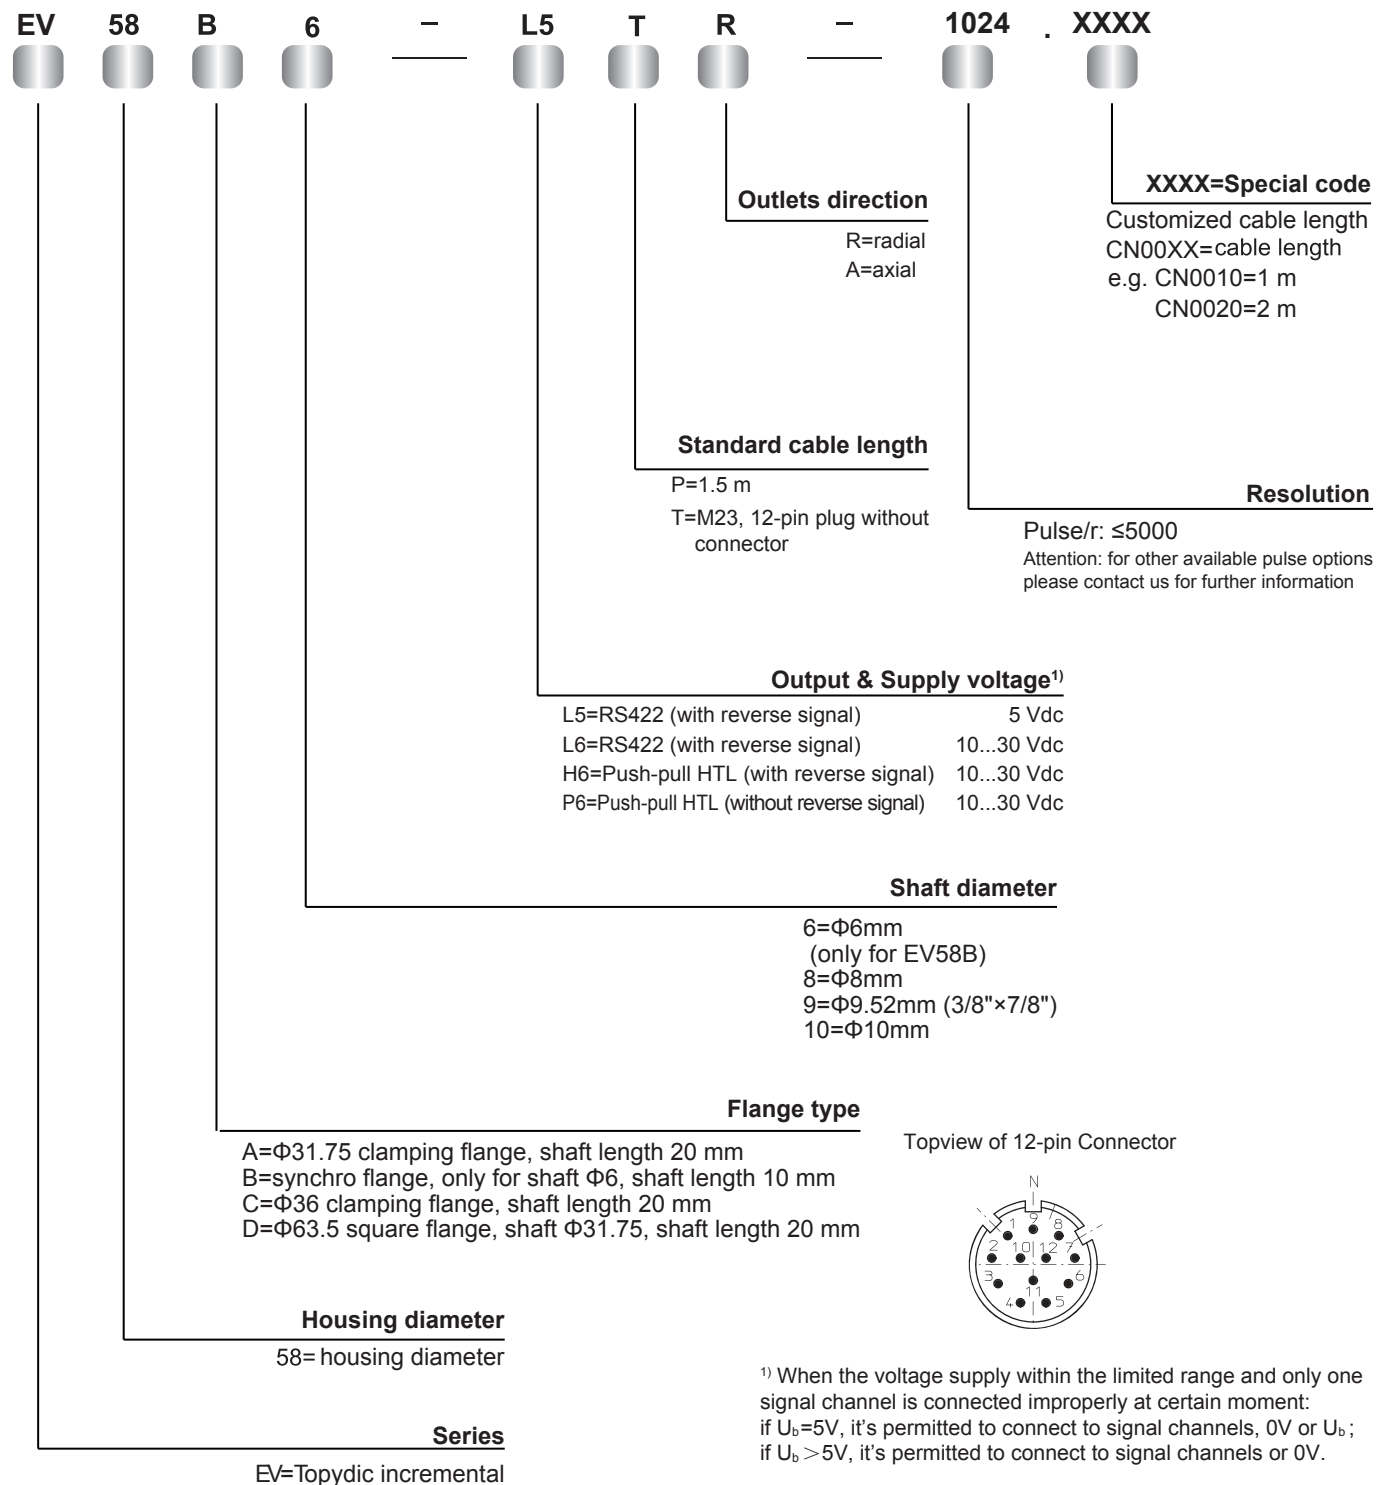 EV 58 B 6 – L5 T R – 1024 . XXXX
XXXX=Special code
Customized cable length
CN00XX=cable length
e.g. CN0010=1 m
CN0020=2 m
Outlets direction
R=radial
A=axial
Standard cable length
P=1.5 m
T=M23, 12-pin plug without
connector
Resolution
Pulse/r: ≤5000
Attention: for other available pulse options
please contact us for further information
Output & Supply voltage¹⁾
L5=RS422 (with reverse signal) 5 Vdc
L6=RS422 (with reverse signal) 10...30 Vdc
H6=Push-pull HTL (with reverse signal) 10...30 Vdc
P6=Push-pull HTL (without reverse signal) 10...30 Vdc
Shaft diameter
6=Φ6mm
(only for EV58B)
8=Φ8mm
9=Φ9.52mm (3/8"×7/8")
10=Φ10mm
Flange type
A=Φ31.75 clamping flange, shaft length 20 mm
B=synchro flange, only for shaft Φ6, shaft length 10 mm
C=Φ36 clamping flange, shaft length 20 mm
D=Φ63.5 square flange, shaft Φ31.75, shaft length 20 mm
Topview of 12-pin Connector
N
1 9 8
2 10 12 7
3 11 6
4 5
Housing diameter
58=housing diameter
Series
EV=Topydic incremental
¹⁾ When the voltage supply within the limited range and only one
signal channel is connected improperly at certain moment:
if Ub=5V, it's permitted to connect to signal channels, 0V or Ub;
if Ub＞5V, it's permitted to connect to signal channels or 0V.